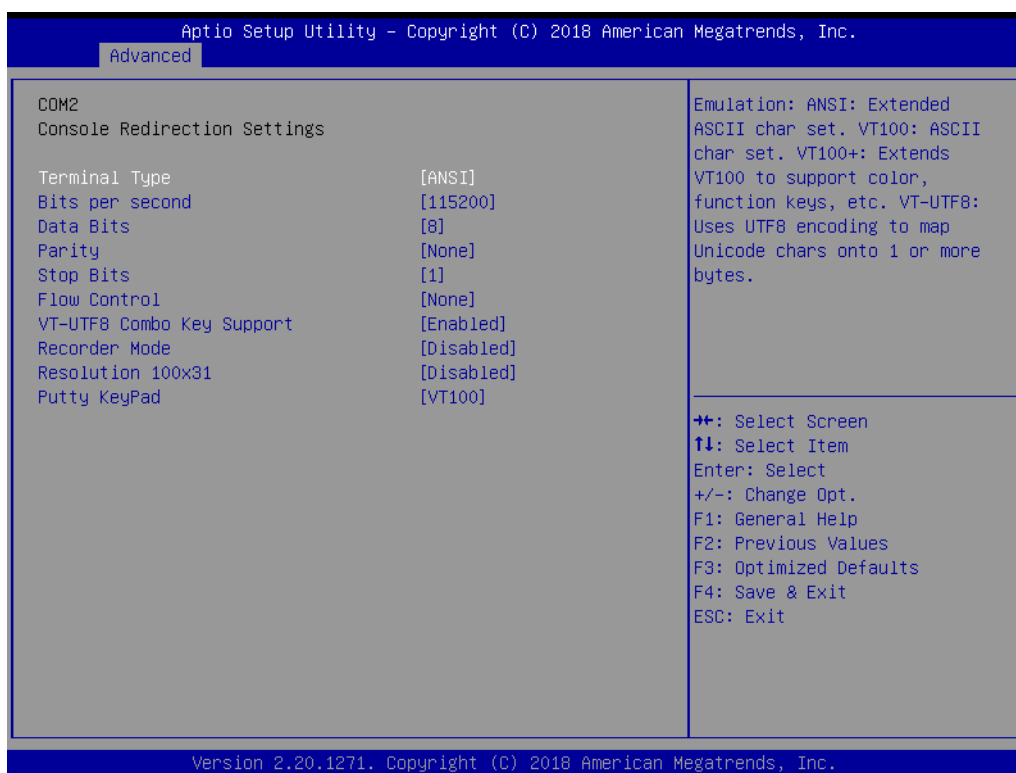 Aptio Setup Utility – Copyright (C) 2018 American Megatrends, Inc.
Advanced
COM2
Console Redirection Settings
Terminal Type [ANSI]
Bits per second [115200]
Data Bits [8]
Parity [None]
Stop Bits [1]
Flow Control [None]
VT-UTF8 Combo Key Support [Enabled]
Recorder Mode [Disabled]
Resolution 100x31 [Disabled]
Putty KeyPad [VT100]
Emulation: ANSI: Extended
ASCII char set. VT100: ASCII
char set. VT100+: Extends
VT100 to support color,
function keys, etc. VT-UTF8:
Uses UTF8 encoding to map
Unicode chars onto 1 or more
bytes.
→←: Select Screen
↑↓: Select Item
Enter: Select
+/-: Change Opt.
F1: General Help
F2: Previous Values
F3: Optimized Defaults
F4: Save & Exit
ESC: Exit
Version 2.20.1271. Copyright (C) 2018 American Megatrends, Inc.